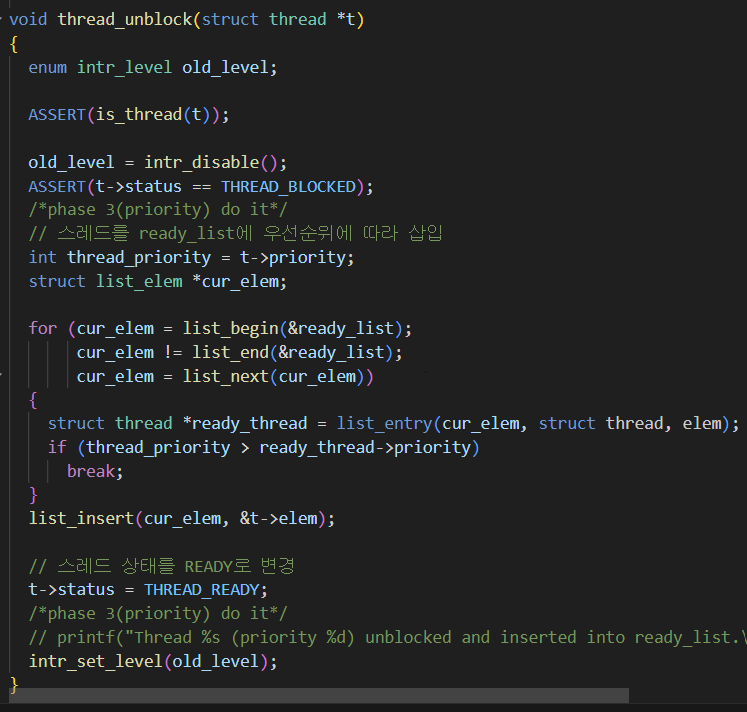 void thread_unblock(struct thread *t)
{
enum intr_level old_level;
ASSERT(is_thread(t));
old_level = intr_disable();
ASSERT(t->status == THREAD_BLOCKED);
/*phase 3(priority) do it*/
// 스레드를 ready_list에 우선순위에 따라 삽입
int thread_priority = t->priority;
struct list_elem *cur_elem;
for (cur_elem = list_begin(&ready_list);
cur_elem != list_end(&ready_list);
cur_elem = list_next(cur_elem))
{
struct thread *ready_thread = list_entry(cur_elem, struct thread, elem);
if (thread_priority > ready_thread->priority)
break;
}
list_insert(cur_elem, &t->elem);
// 스레드 상태를 READY로 변경
t->status = THREAD_READY;
/*phase 3(priority) do it*/
// printf("Thread %s (priority %d) unblocked and inserted into ready_list.\
intr_set_level(old_level);
}